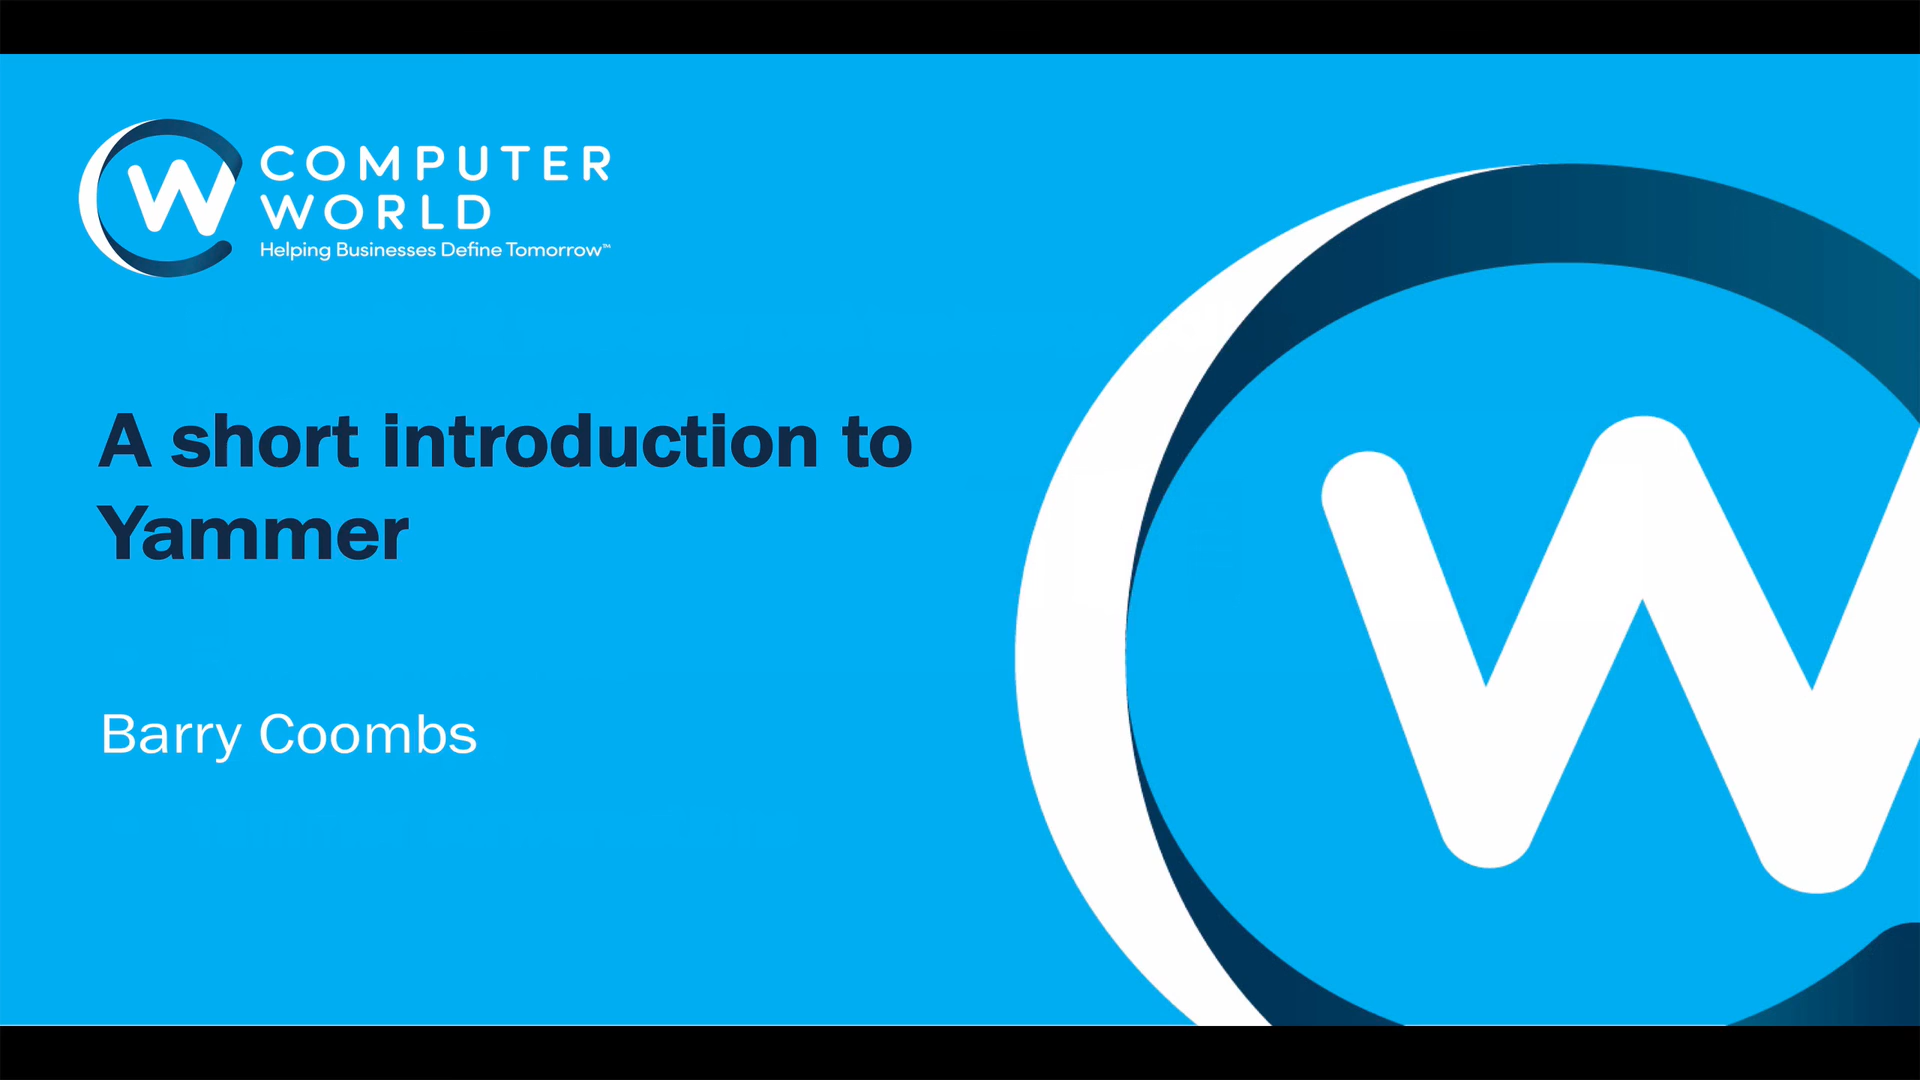 COMPUTER
WORLD
Helping Businesses Define Tomorrow™
A short introduction to
Yammer
Barry Coombs